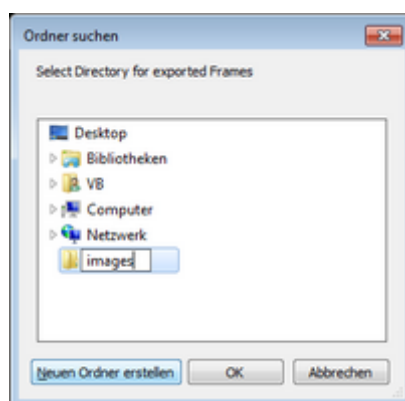 Ordner suchen
Select Directory for exported Frames
Desktop
Bibliotheken
VB
Computer
Netzwerk
images
Neuen Ordner erstellen OK Abbrechen